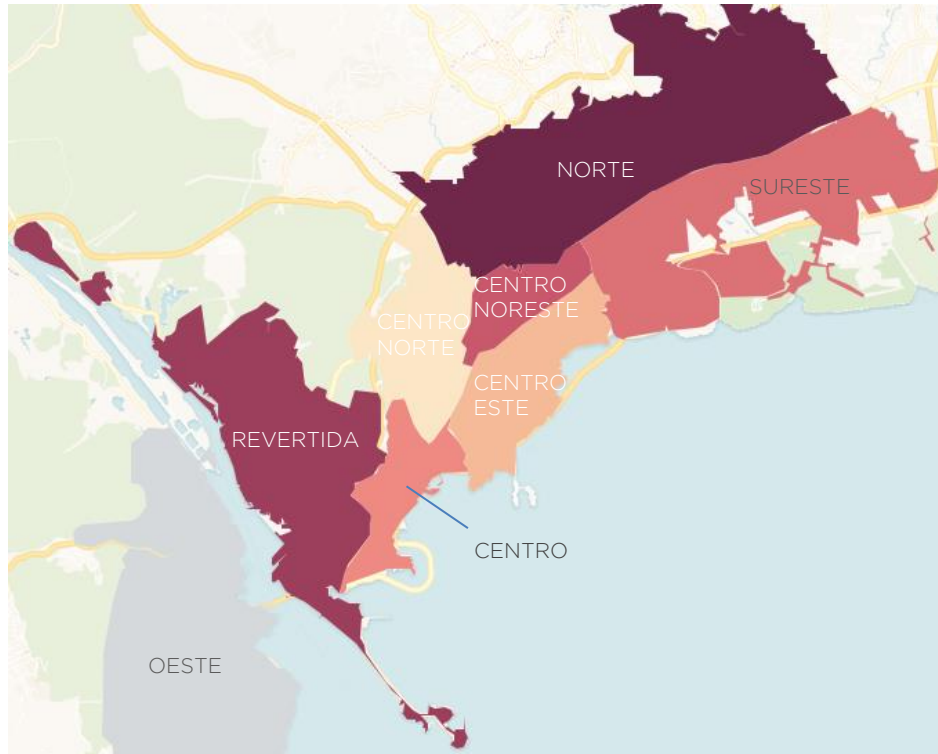 NORTE
SURESTE
CENTRO
NORESTE
CENTRO
NORTE
CENTRO
ESTE
REVERTIDA
CENTRO
OESTE